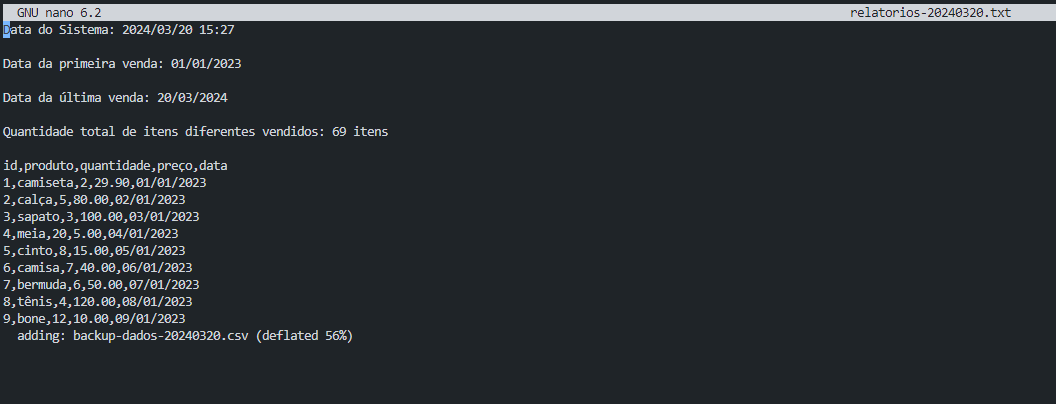 GNU nano 6.2 relatorios-20240320.txt
Data do Sistema: 2024/03/20 15:27
Data da primeira venda: 01/01/2023
Data da última venda: 20/03/2024
Quantidade total de itens diferentes vendidos: 69 itens
id,produto,quantidade,preço,data
1,camiseta,2,29.90,01/01/2023
2,calça,5,80.00,02/01/2023
3,sapato,3,100.00,03/01/2023
4,meia,20,5.00,04/01/2023
5,cinto,8,15.00,05/01/2023
6,camisa,7,40.00,06/01/2023
7,bermuda,6,50.00,07/01/2023
8,tênis,4,120.00,08/01/2023
9,bone,12,10.00,09/01/2023
adding: backup-dados-20240320.csv (deflated 56%)